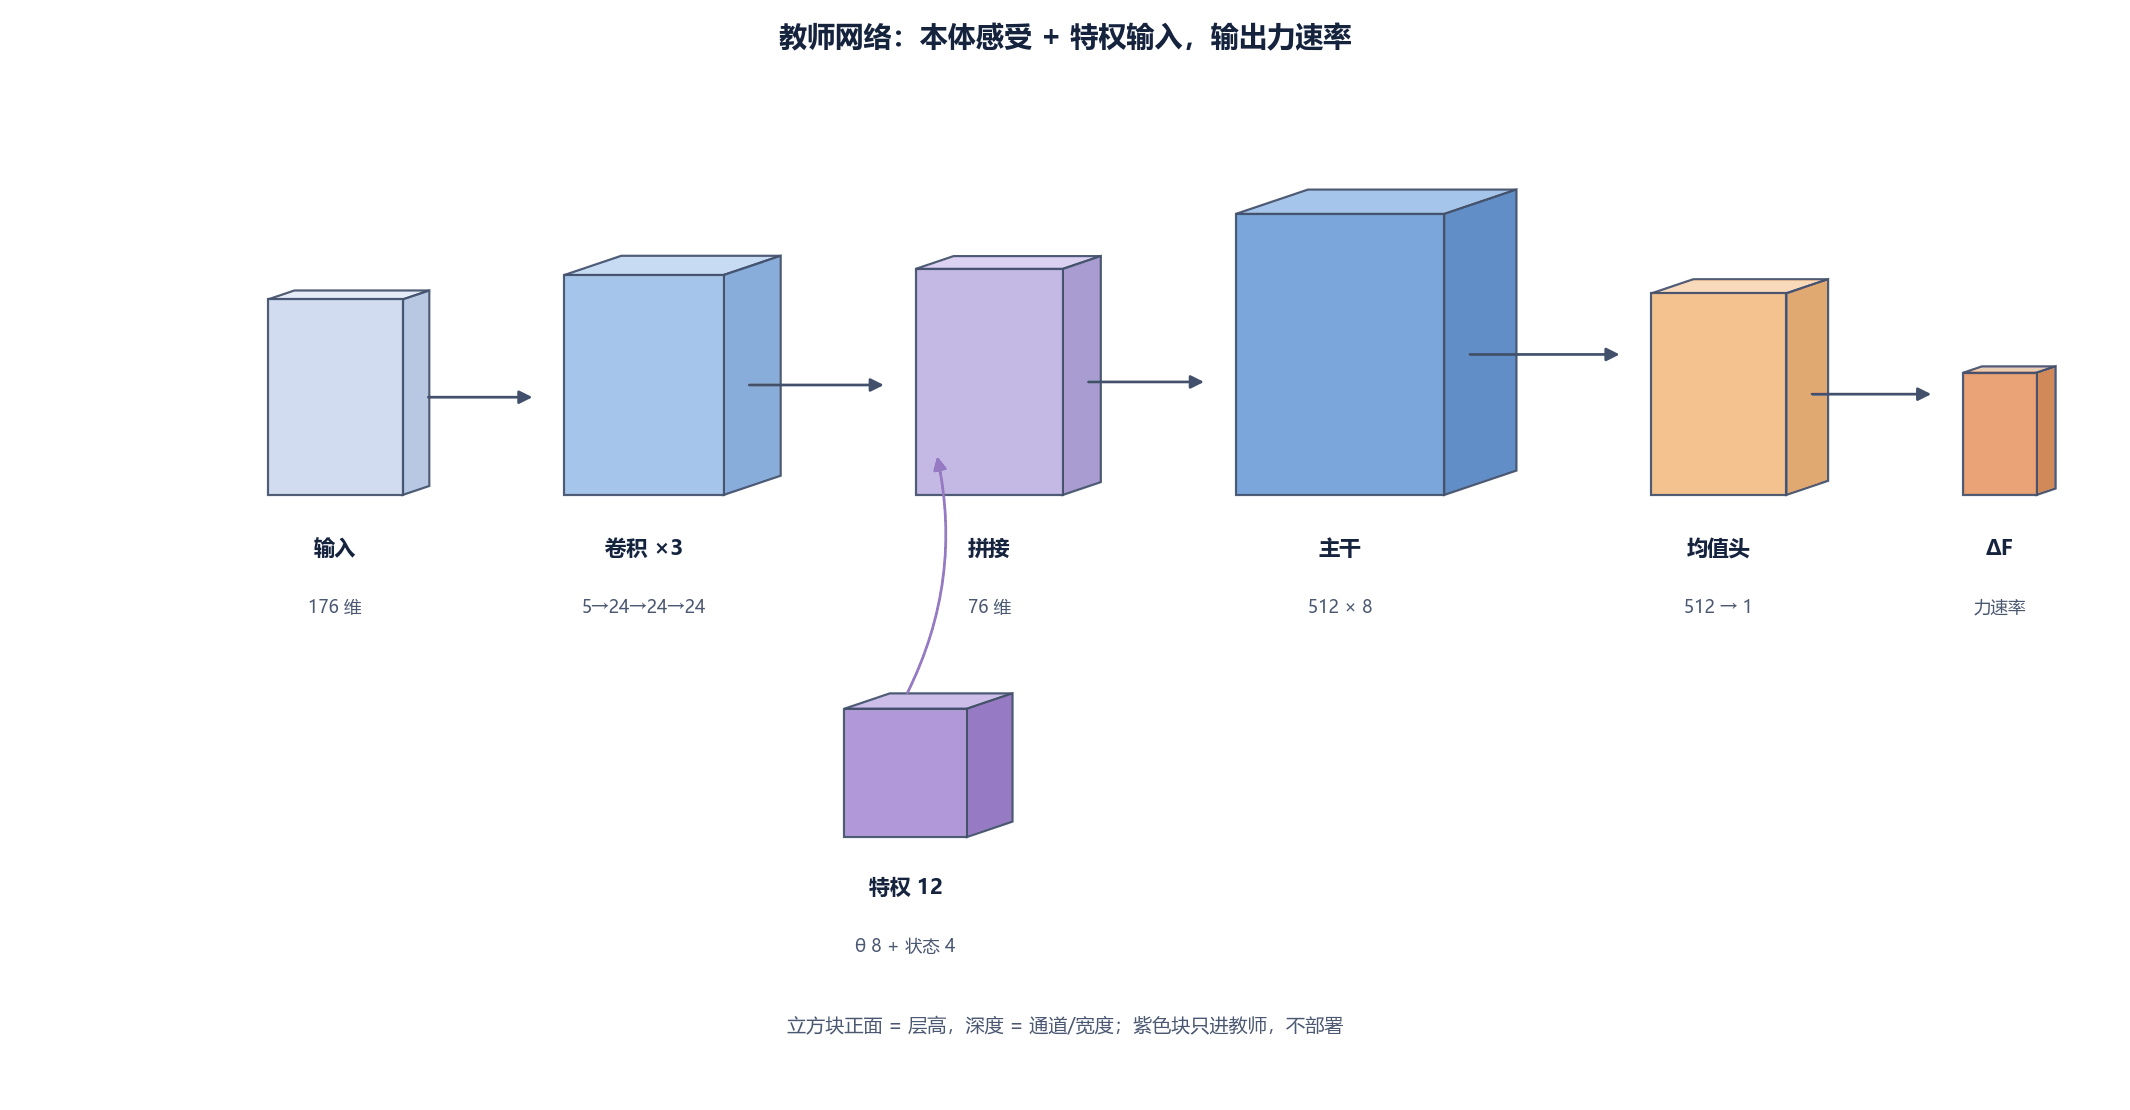 教师网络：本体感受 + 特权输入，输出力速率
输入
176 维
卷积 ×3
5→24→24→24
拼接
76 维
主干
512 × 8
均值头
512 → 1
ΔF
力速率
特权 12
θ 8 + 状态 4
立方块正面 = 层高，深度 = 通道/宽度；紫色块只进教师，不部署